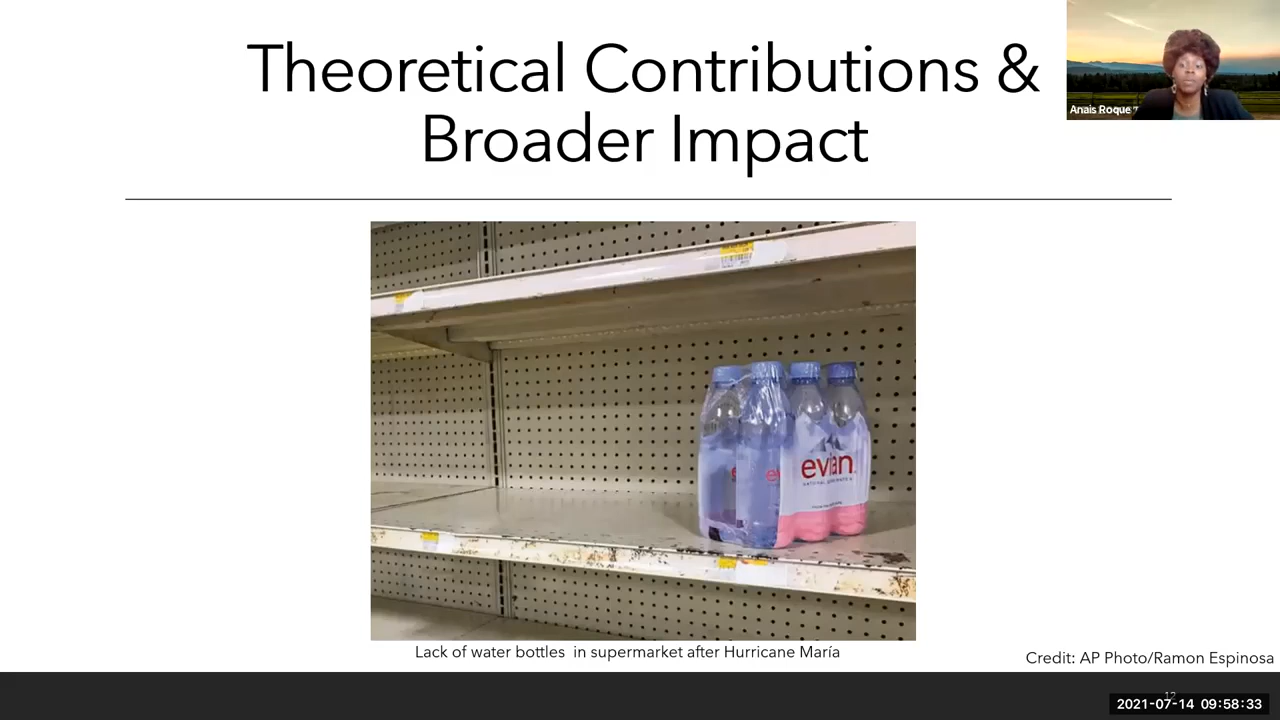 Theoretical Contributions &
Broader Impact
Anais Roque
evian
Lack of water bottles  in supermarket after Hurricane María
Credit: AP Photo/Ramon Espinosa
12
2021-07-14 09:58:33